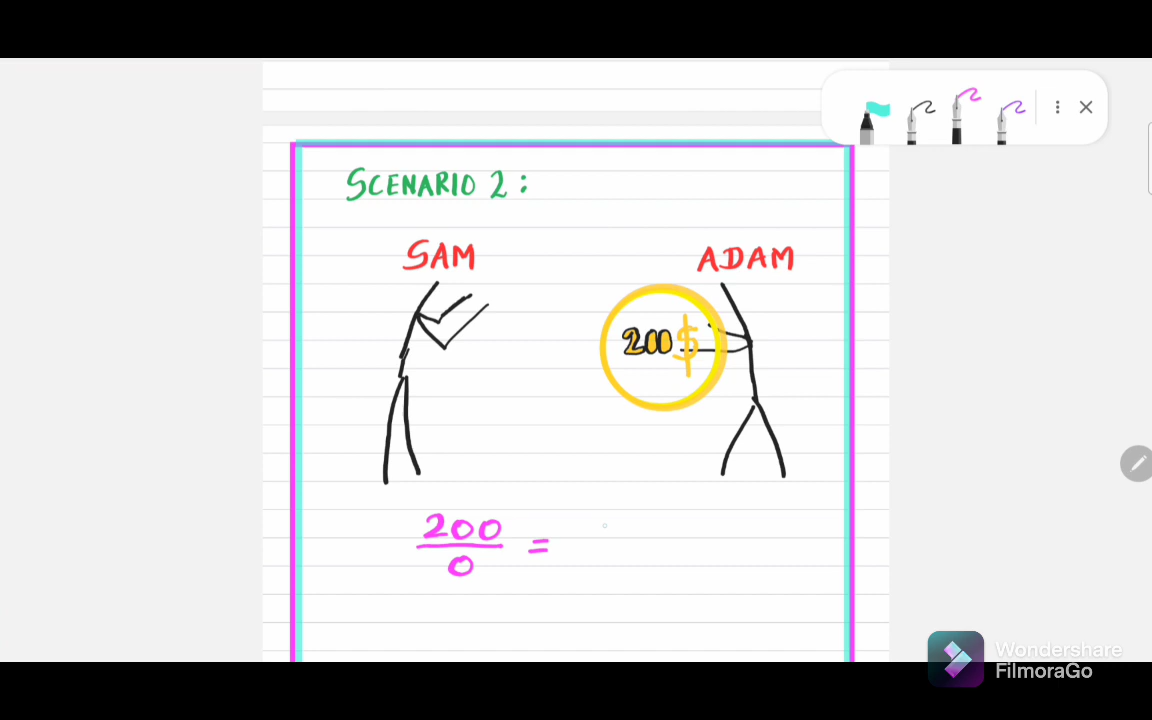 SCENARIO 2 :
SAM
ADAM
200 $
200
0
=
Wondershare
FilmoraGo